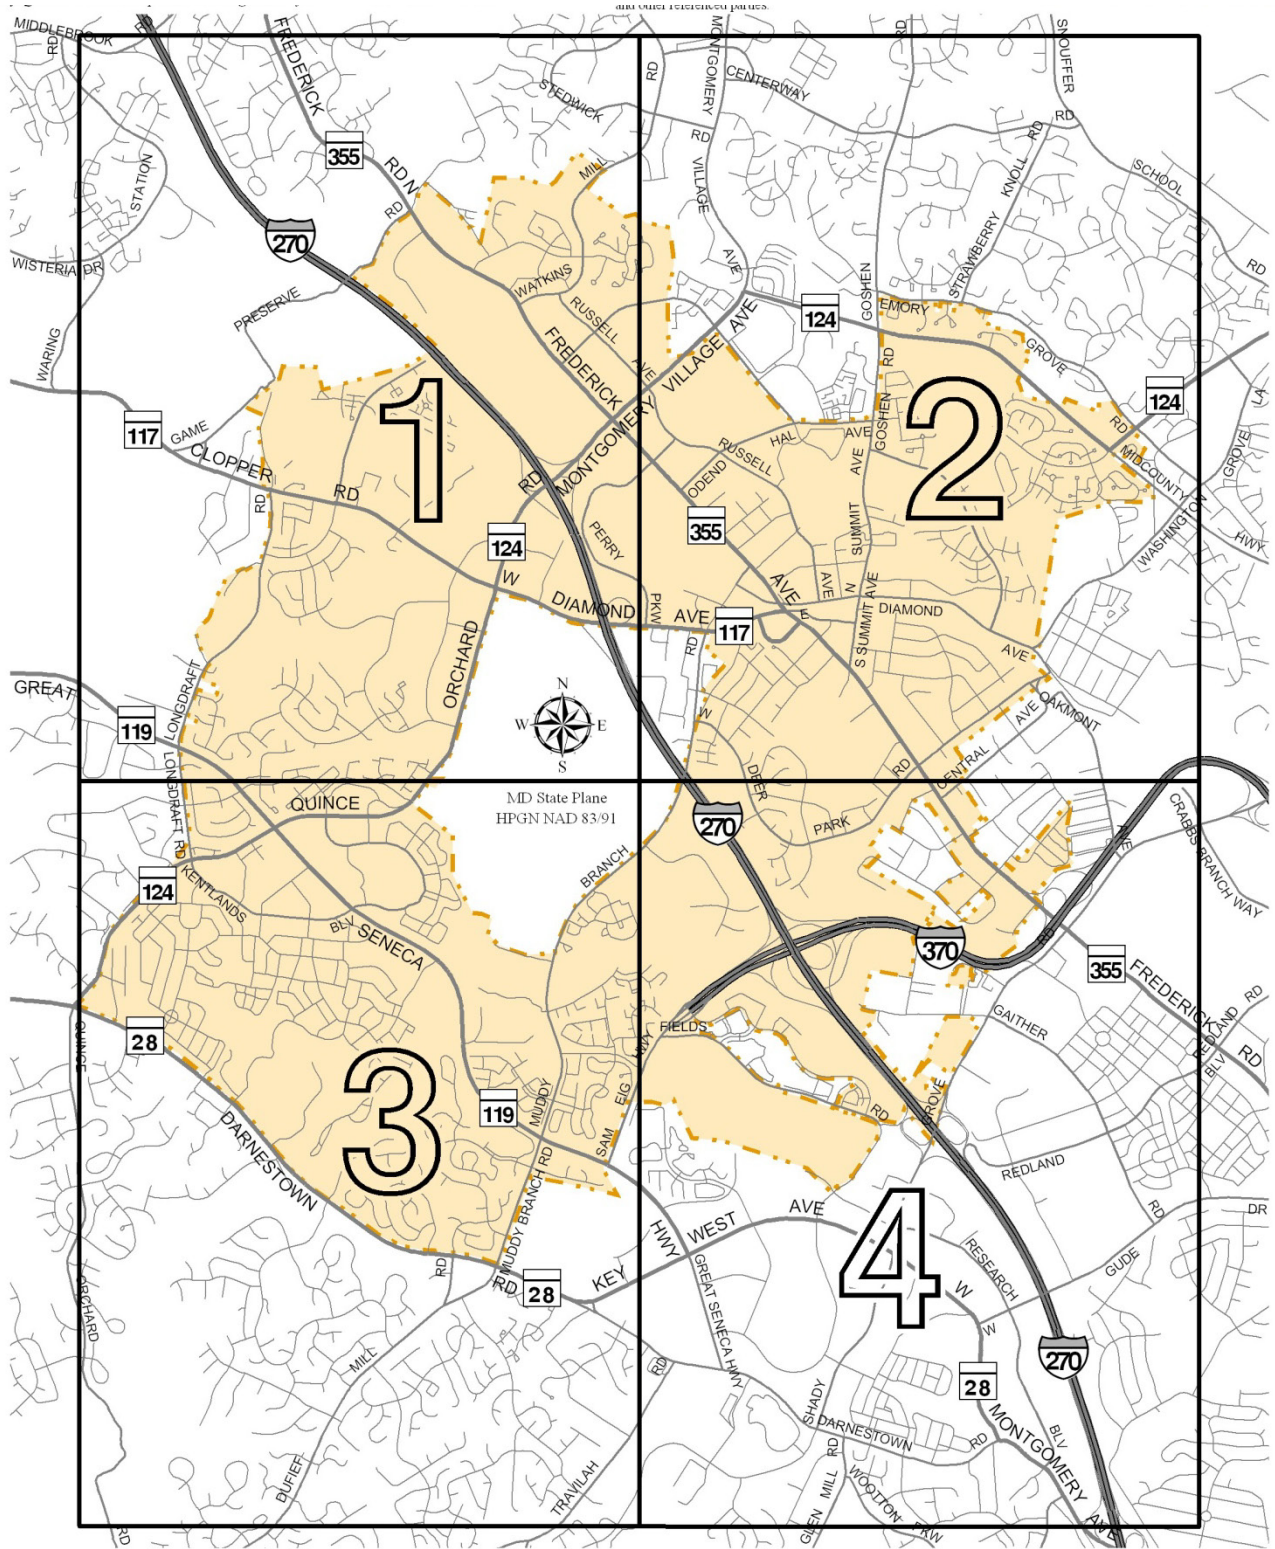 and other referenced parties.
MIDDLEBROOK
RD
RD
FREDERICK
355
RD N
RD
STEDWICK
RD
MONTGOMERY
CENTERWAY
RD
SNOUFFER
RD
RD
RD
KNOLL
SCHOOL
STATION
MILL
VILLAGE
AVE
STRAWBERRY
RD
270
WISTERIA DR
PRESERVE
WATKINS
RUSSELL
AVE
FREDERICK
GOSHEN
RD
EMORY
GROVE
124
WARING
117
GAME
CLOPPER
RD
RD
1
MONTGOMERY
VILLAGE
AVE
RD
HAL
AVE
GOSHEN
2
RD
124
LA
GROVE
MIDCOUNTY
HWY
WASHINGTON
RUSSELL
ODEND
AVE
SUMMIT
N
355
AVE
124
PERRY
PKW
W
DIAMOND
AVE
117
AVE
E
DIAMOND
AVE
S SUMMIT AVE
RD
W
ORCHARD
GREAT
119
LONGDRAFT
LONGDRAFT
RD
N
W
E
S
OAKMONT
AVE
CENTRAL
AVE
RD
DEER
PARK
QUINCE
MD State Plane
HPGN NAD 83/91
270
BRANCH
CRABBS BRANCH WAY
124
KENTLANDS
BLV
SENECA
370
RD
355
FREDERICK
RD
REDLAND
RD
BLV
GAITHER
FIELDS
HWY
RD
GROVE
QUINCE
28
3
119
MUDDY
SAM
EIG
DARNESTOWN
MUDDY BRANCH RD
REDLAND
RD
DR
HWY
WEST
AVE
4
RESEARCH
GUDE
W
W
RD
RD
28
KEY
GREAT SENECA HWY
ORCHARD
MILL
RD
270
28
SHADY
DARNESTOWN
RD
MONTGOMERY
AVE
BLV
RD
MILL
GLEN
WOOTTON
PKW
DUFIEF
TRAVILAH
RD